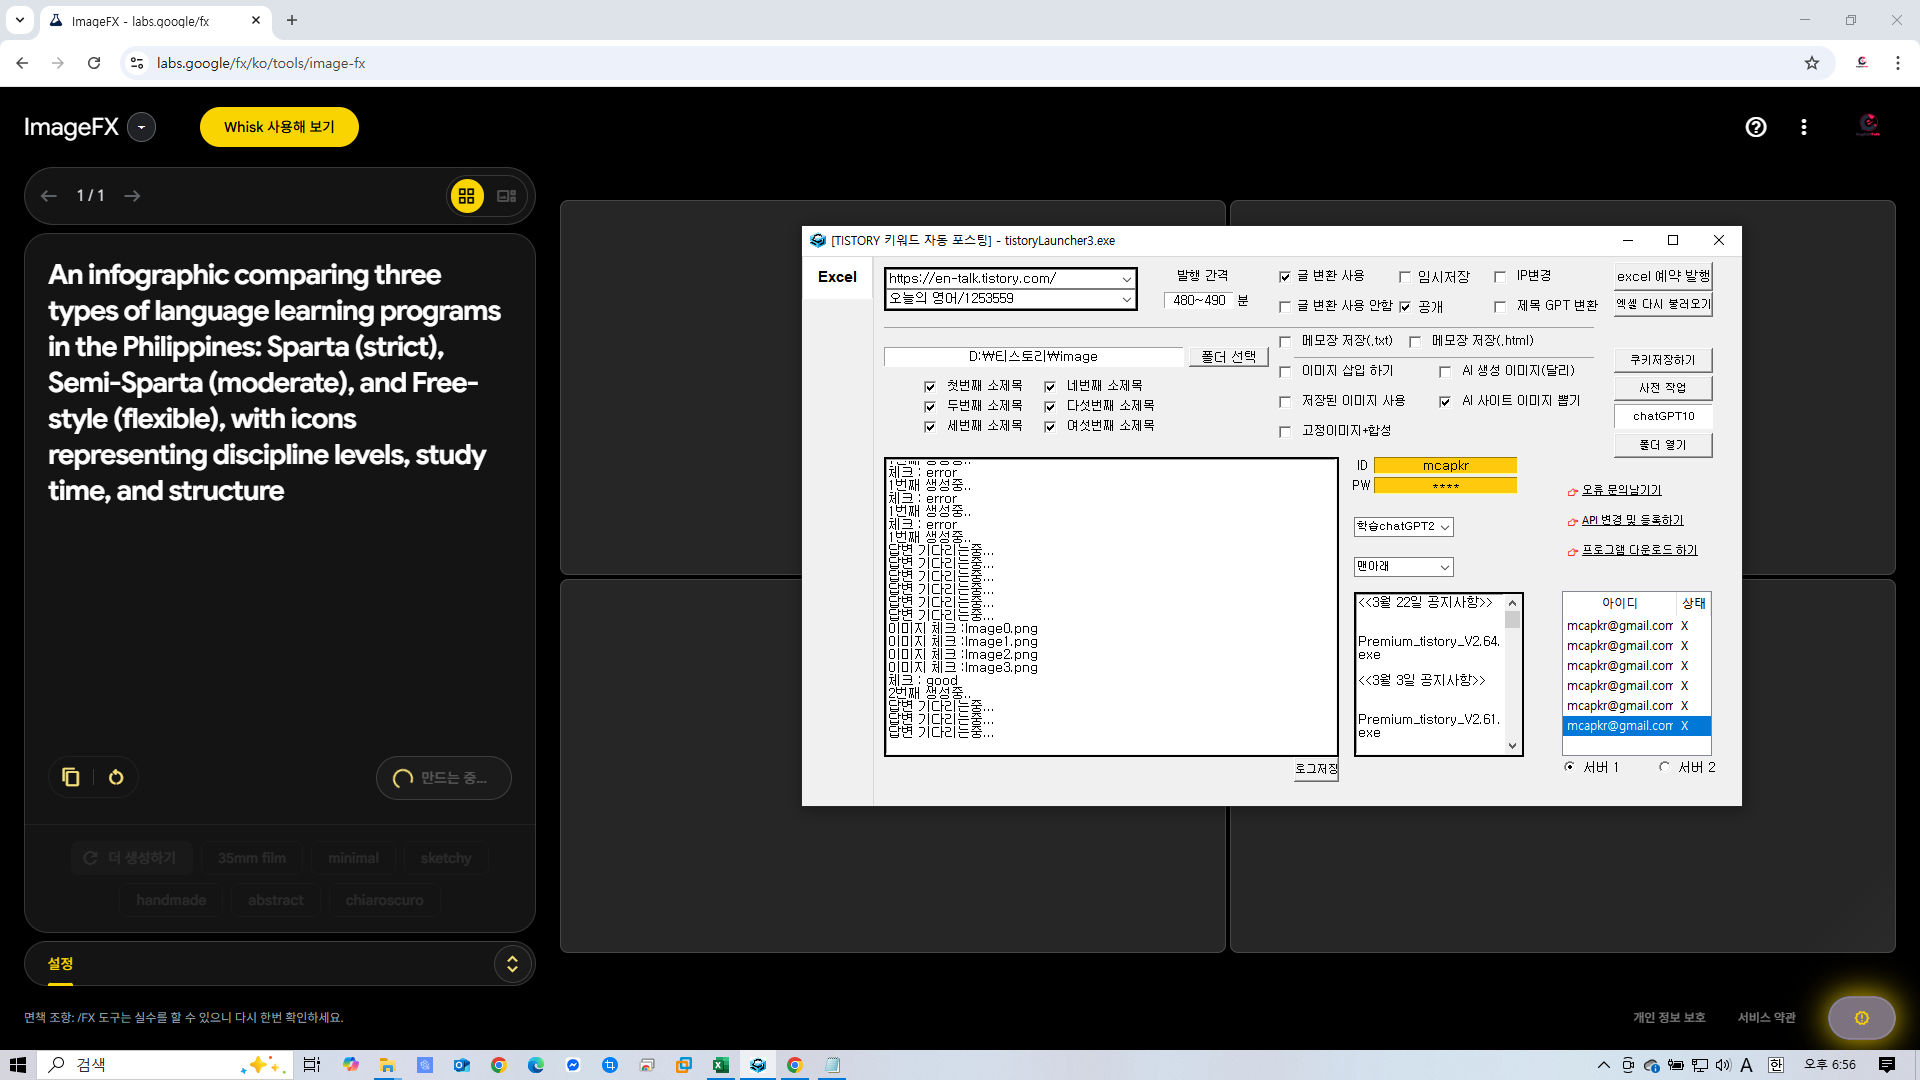 ImageFX - labs.google/fx
labs.google/fx/ko/tools/image-fx
ImageFX
Whisk 사용해 보기
1 / 1
An infographic comparing three
types of language learning programs
in the Philippines: Sparta (strict),
Semi-Sparta (moderate), and Free-
style (flexible), with icons
representing discipline levels, study
time, and structure
만드는 중...
더 생성하기
35mm film
minimal
sketchy
handmade
abstract
chiaroscuro
설정
면책 조항: /FX 도구는 실수를 할 수 있으니 다시 한번 확인하세요.
개인 정보 보호
서비스 약관
[TISTORY 키워드 자동 포스팅] - tistoryLauncher3.exe
Excel
https://en-talk.tistory.com/
오늘의 영어/1253559
발행 간격
480~490 분
글 변환 사용
임시저장
IP변경
글 변환 사용 안함
공개
제목 GPT 변환
excel 예약 발행
엑셀 다시 불러오기
메모장 저장(.txt)
메모장 저장(.html)
D:₩티스토리₩image
폴더 선택
이미지 삽입 하기
AI 생성 이미지(달리)
저장된 이미지 사용
AI 사이트 이미지 뽑기
고정이미지+합성
쿠키저장하기
사전 작업
chatGPT10
폴더 열기
첫번째 소제목
네번째 소제목
두번째 소제목
다섯번째 소제목
세번째 소제목
여섯번째 소제목
1번째 생성중..
체크 : error
1번째 생성중..
체크 : error
1번째 생성중..
체크 : error
1번째 생성중..
답변 기다리는중...
답변 기다리는중...
답변 기다리는중...
답변 기다리는중...
답변 기다리는중...
답변 기다리는중...
이미지 체크 :Image0.png
이미지 체크 :Image1.png
이미지 체크 :Image2.png
이미지 체크 :Image3.png
체크 : good
2번째 생성중..
답변 기다리는중...
답변 기다리는중...
답변 기다리는중...
로그저장
ID mcapkr
PW ****
학습chatGPT2
맨아래
오류 문의남기기
API 변경 및 등록하기
프로그램 다운로드 하기
<<3월 22일 공지사항>>
Premium_tistory_V2.64.
exe
<<3월 3일 공지사항>>
Premium_tistory_V2.61.
exe
아이디 상태
mcapkr@gmail.com X
mcapkr@gmail.com X
mcapkr@gmail.com X
mcapkr@gmail.com X
mcapkr@gmail.com X
mcapkr@gmail.com X
서버 1
서버 2
검색
A
한
오후 6:56